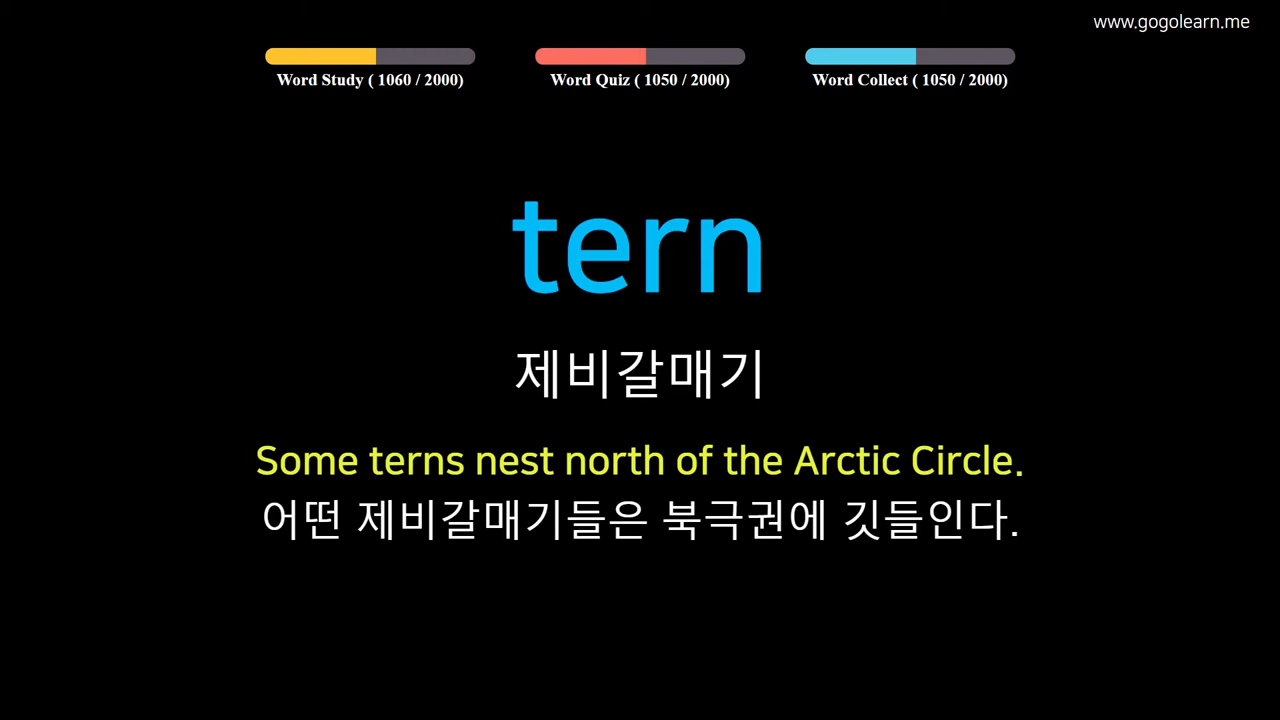 www.gogolearn.me
Word Study ( 1060 / 2000)
Word Quiz ( 1050 / 2000)
Word Collect ( 1050 / 2000)
tern
제비갈매기
Some terns nest north of the Arctic Circle.
어떤 제비갈매기들은 북극권에 깃들인다.